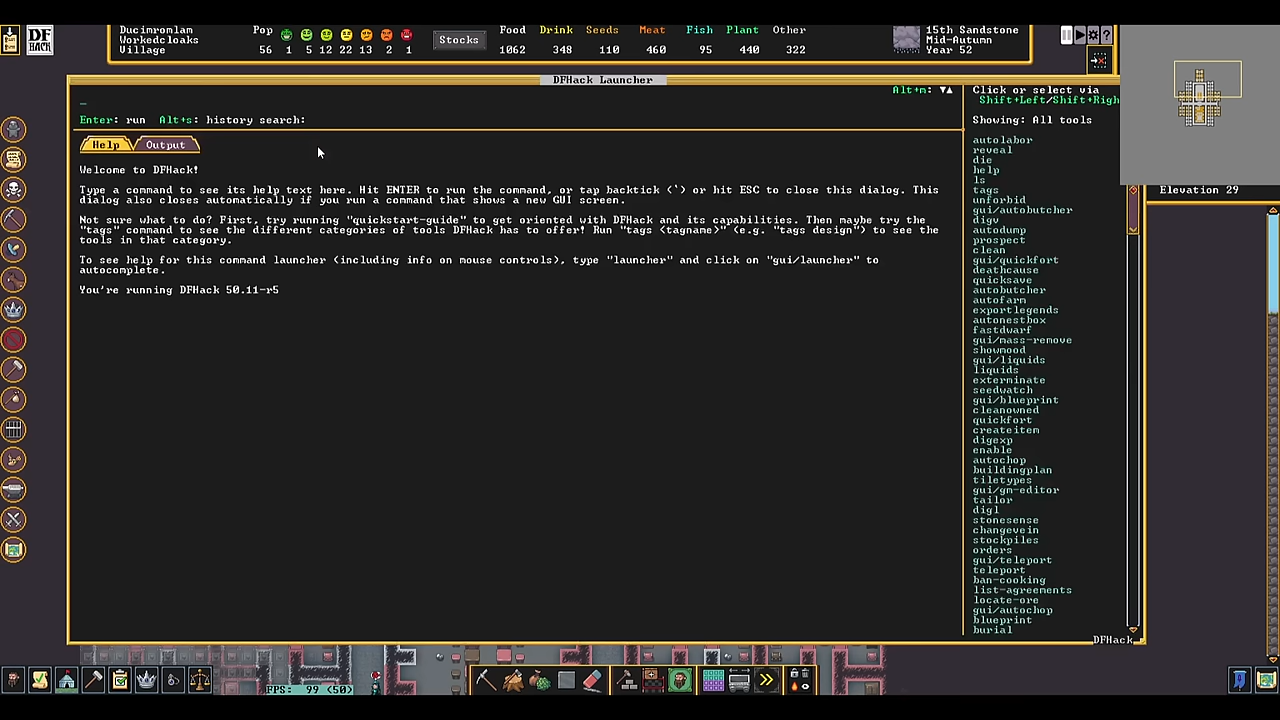 DF
HACK
Ducimromlam
Workedcloaks
Village
Pop
56 1 5 12 22 13 2 1
Stocks
Food Drink Seeds Meat Fish Plant Other
1062 348 110 460 95 440 322
15th Sandstone
Mid-Autumn
Year 52
DFHack Launcher
Alt+m:
Enter: run Alt+s: history search:
Help Output
Welcome to DFHack!
Type a command to see its help text here. Hit ENTER to run the command, or tap backtick (`) or hit ESC to close this dialog. This
dialog also closes automatically if you run a command that shows a new GUI screen.
Not sure what to do? First, try running "quickstart-guide" to get oriented with DFHack and its capabilities. Then maybe try the
"tags" command to see the different categories of tools DFHack has to offer! Run "tags <tagname>" (e.g. "tags design") to see the
tools in that category.
To see help for this command launcher (including info on mouse controls), type "launcher" and click on "gui/launcher" to
autocomplete.
You're running DFHack 50.11-r5
Click or select via
Shift+Left/Shift+Righ
Showing: All tools
autolabor
reveal
die
help
ls
tags
unforbid
gui/autobutcher
digv
autodump
prospect
clean
gui/quickfort
deathcause
quicksave
autobutcher
autofarm
exportlegends
autonestbox
fastdwarf
gui/mass-remove
showmood
gui/liquids
liquids
exterminate
seedwatch
gui/blueprint
cleanowned
quickfort
createitem
digexp
enable
autochop
buildingplan
tiletypes
gui/gm-editor
tailor
digl
stonesense
changevein
stockpiles
orders
gui/teleport
teleport
ban-cooking
list-agreements
locate-ore
gui/autochop
blueprint
burial
DFHack
Elevation 29
FPS: 99 (50)